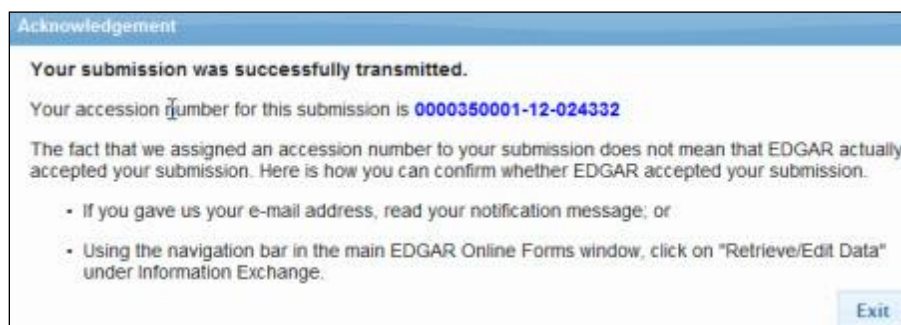 Acknowledgement
Your submission was successfully transmitted.
Your accession number for this submission is 0000350001-12-024332
The fact that we assigned an accession number to your submission does not mean that EDGAR actually
accepted your submission. Here is how you can confirm whether EDGAR accepted your submission.
• If you gave us your e-mail address, read your notification message; or
• Using the navigation bar in the main EDGAR Online Forms window, click on "Retrieve/Edit Data"
under Information Exchange.
Exit